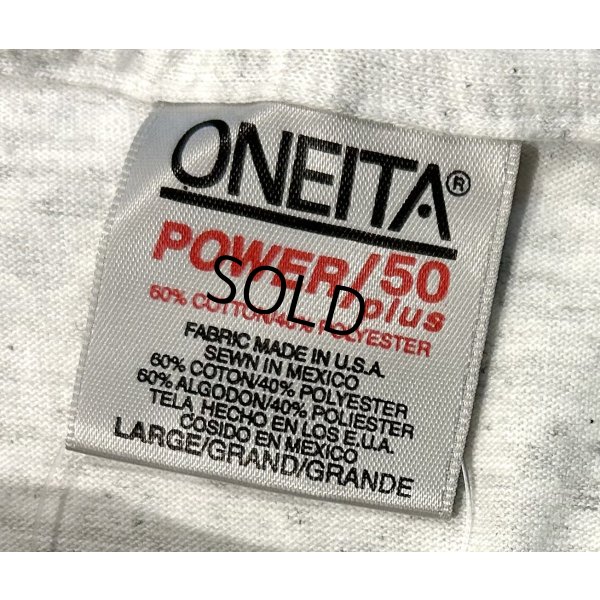 ONEITA®
POWER/50
plus
SOLD
60% COTTON/40% POLYESTER
FABRIC MADE IN U.S.A.
SEWN IN MEXICO
60% COTON/40% POLYESTER
60% ALGODON/40% POLIESTER
TELA HECHO EN LOS E.U.A.
COSIDO EN MEXICO
LARGE/GRAND/GRANDE